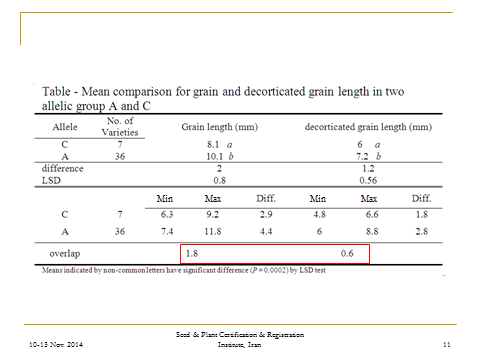 Table - Mean comparison for grain and decorticated grain length in two
allelic group A and C
Allele No. of Varieties Grain length (mm) decorticated grain length (mm)
C 7 8.1 a 6 a
A 36 10.1 b 7.2 b
difference 2 1.2
LSD 0.8 0.56
Min Max Diff. Min Max Diff.
C 7 6.3 9.2 2.9 4.8 6.6 1.8
A 36 7.4 11.8 4.4 6 8.8 2.8
overlap 1.8 0.6
Means indicated by non-common letters have significant difference (P=0.0002) by LSD test
Seed & Plant Certification & Registration
10-13 Nov. 2014 Institute, Iran 11